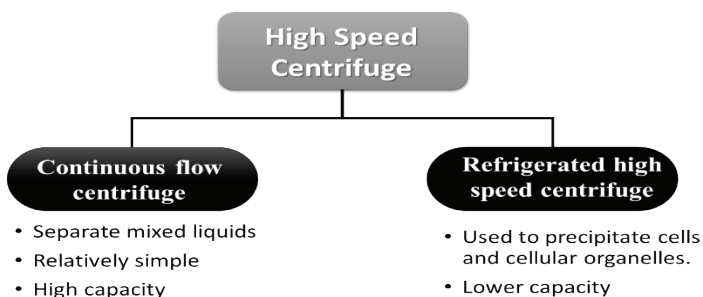 High Speed
Centrifuge
Continuous flow
centrifuge
• Separate mixed liquids
• Relatively simple
• High capacity
Refrigerated high
speed centrifuge
• Used to precipitate cells
and cellular organelles.
• Lower capacity